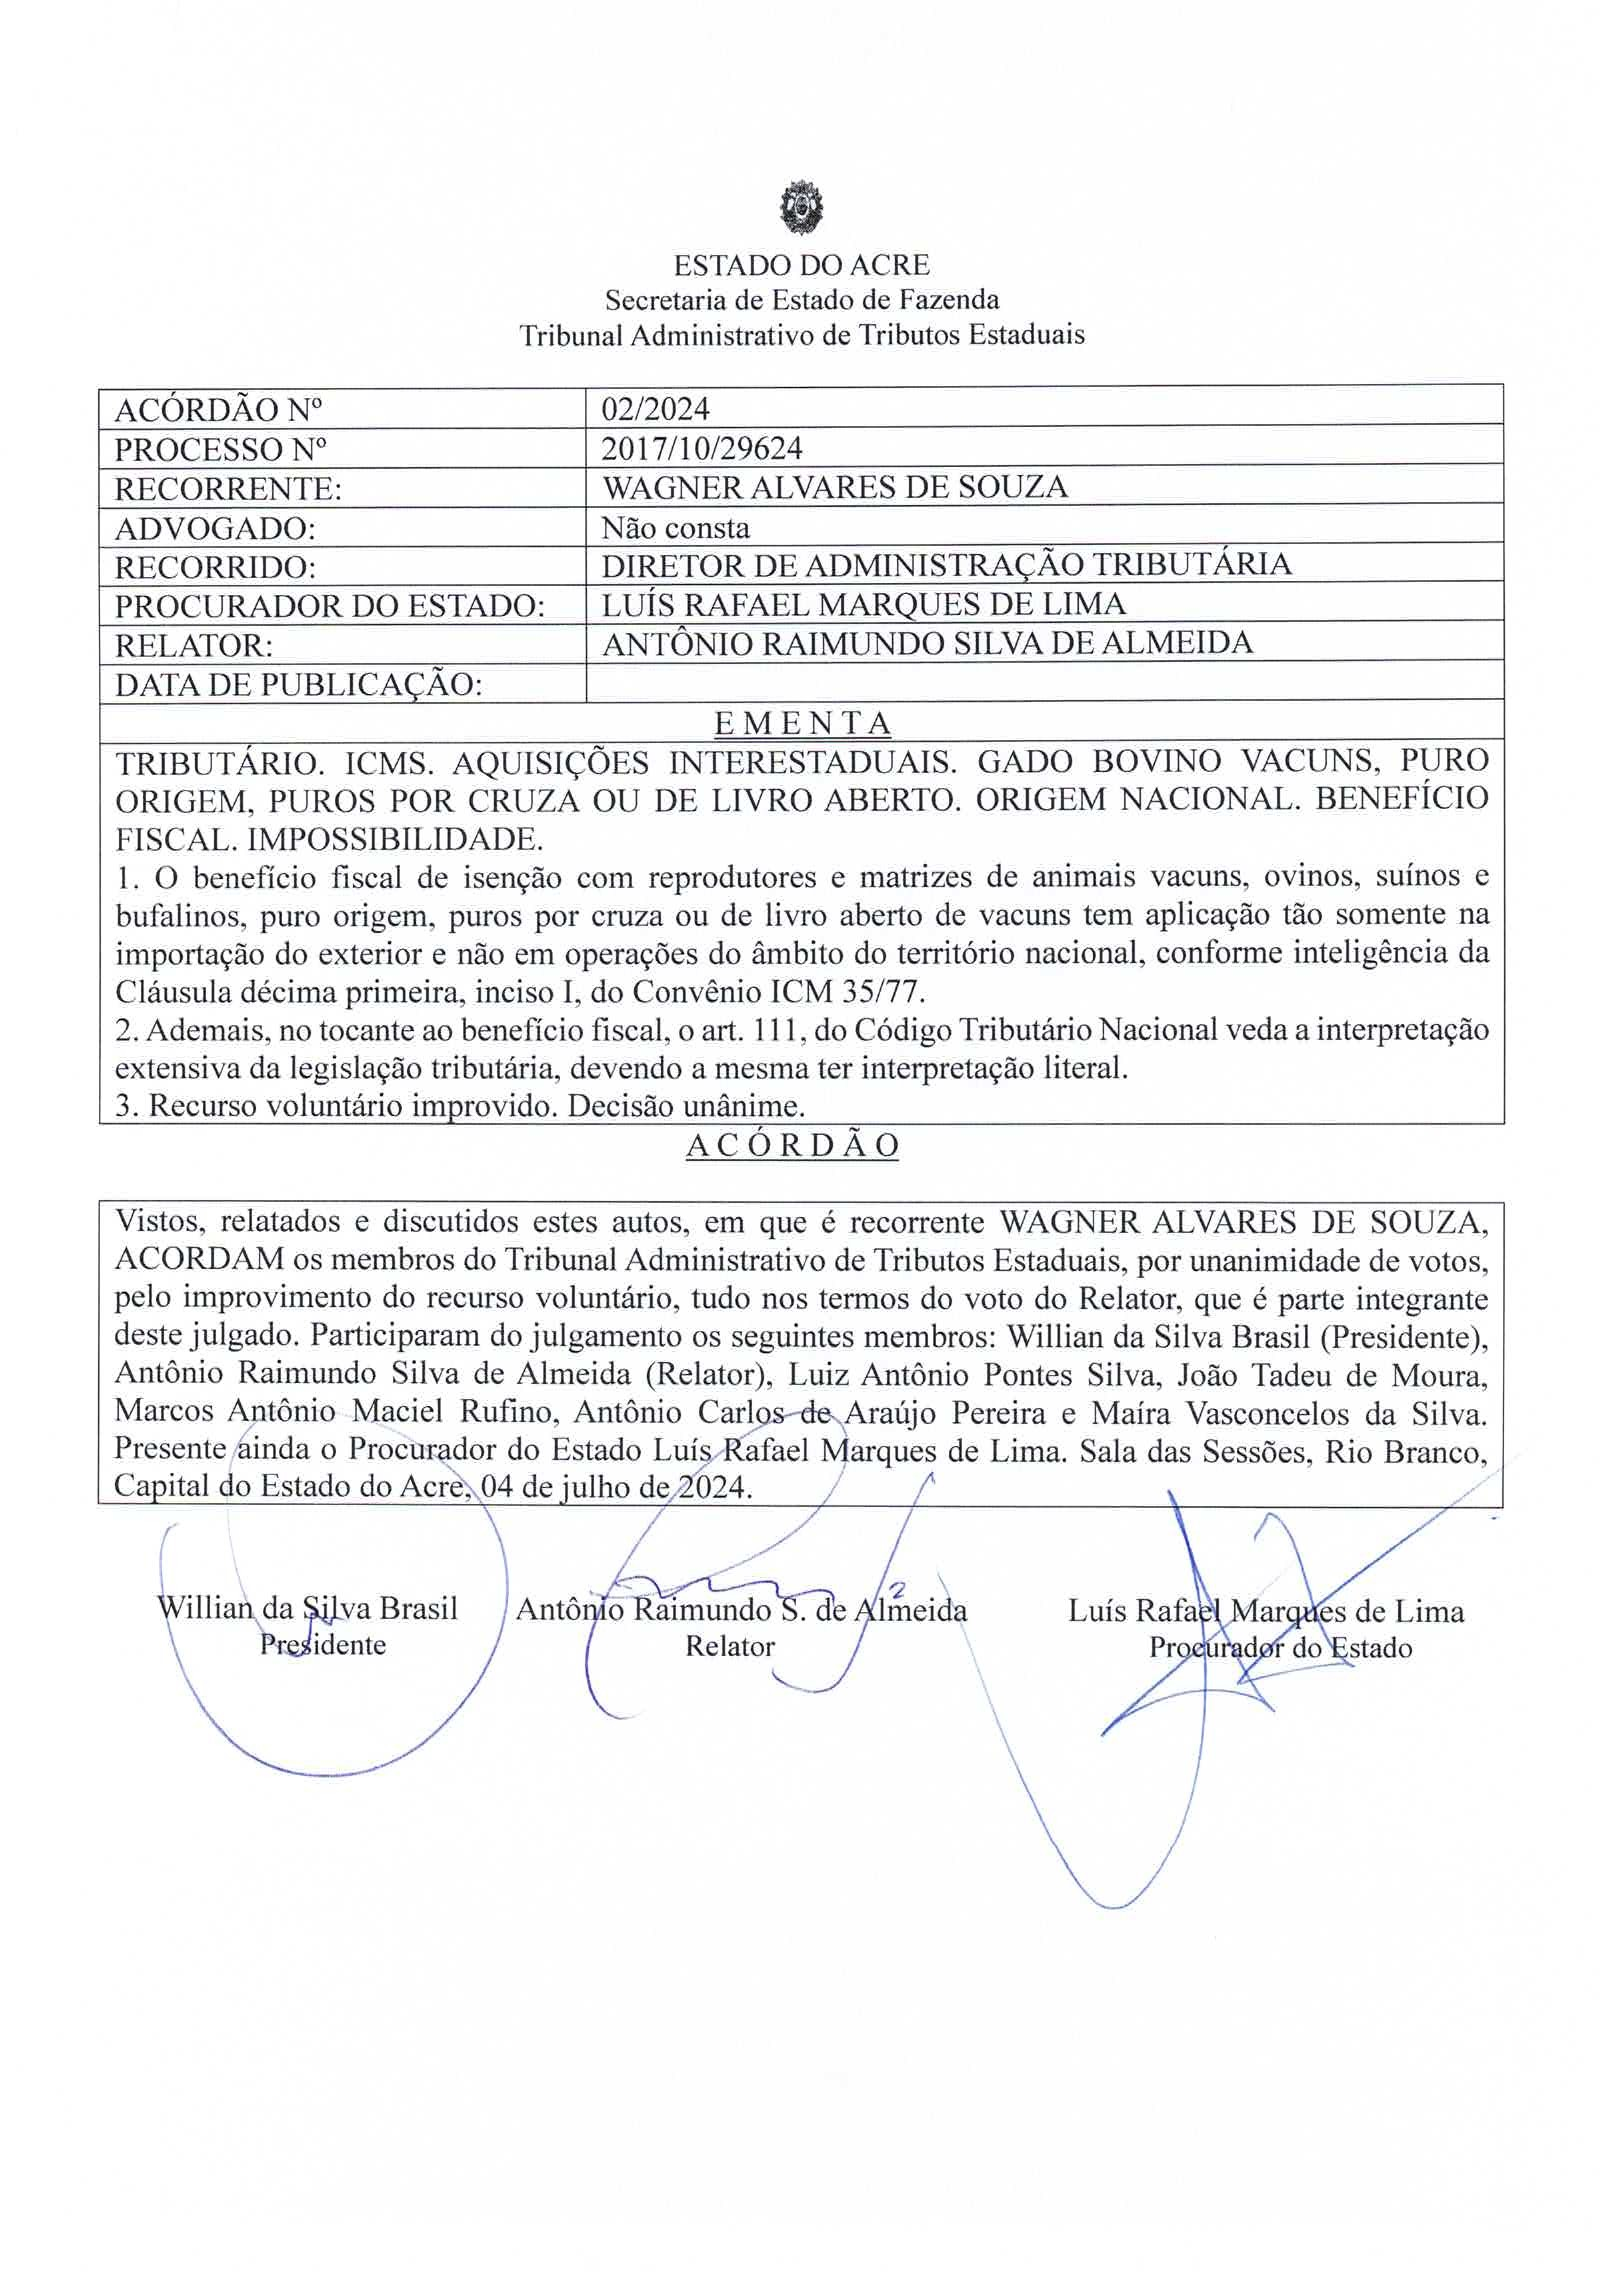 ESTADO DO ACRE
Secretaria de Estado de Fazenda
Tribunal Administrativo de Tributos Estaduais
ACÓRDÃO Nº 02/2024
PROCESSO Nº 2017/10/29624
RECORRENTE: WAGNER ALVARES DE SOUZA
ADVOGADO: Não consta
RECORRIDO: DIRETOR DE ADMINISTRAÇÃO TRIBUTÁRIA
PROCURADOR DO ESTADO: LUÍS RAFAEL MARQUES DE LIMA
RELATOR: ANTÔNIO RAIMUNDO SILVA DE ALMEIDA
DATA DE PUBLICAÇÃO:
E M E N T A
TRIBUTÁRIO. ICMS. AQUISIÇÕES INTERESTADUAIS. GADO BOVINO VACUNS, PURO
ORIGEM, PUROS POR CRUZA OU DE LIVRO ABERTO. ORIGEM NACIONAL. BENEFÍCIO
FISCAL. IMPOSSIBILIDADE.
1. O benefício fiscal de isenção com reprodutores e matrizes de animais vacuns, ovinos, suínos e
bufalinos, puro origem, puros por cruza ou de livro aberto de vacuns tem aplicação tão somente na
importação do exterior e não em operações do âmbito do território nacional, conforme inteligência da
Cláusula décima primeira, inciso I, do Convênio ICM 35/77.
2. Ademais, no tocante ao benefício fiscal, o art. 111, do Código Tributário Nacional veda a interpretação
extensiva da legislação tributária, devendo a mesma ter interpretação literal.
3. Recurso voluntário improvido. Decisão unânime.
A C Ó R D Ã O
Vistos, relatados e discutidos estes autos, em que é recorrente WAGNER ALVARES DE SOUZA,
ACORDAM os membros do Tribunal Administrativo de Tributos Estaduais, por unanimidade de votos,
pelo improvimento do recurso voluntário, tudo nos termos do voto do Relator, que é parte integrante
deste julgado. Participaram do julgamento os seguintes membros: Willian da Silva Brasil (Presidente),
Antônio Raimundo Silva de Almeida (Relator), Luiz Antônio Pontes Silva, João Tadeu de Moura,
Marcos Antônio Maciel Rufino, Antônio Carlos de Araújo Pereira e Maíra Vasconcelos da Silva.
Presente ainda o Procurador do Estado Luís Rafael Marques de Lima. Sala das Sessões, Rio Branco,
Capital do Estado do Acre, 04 de julho de 2024.
Willian da Silva Brasil Antônio Raimundo S. de Almeida Luís Rafael Marques de Lima
Presidente Relator Procurador do Estado